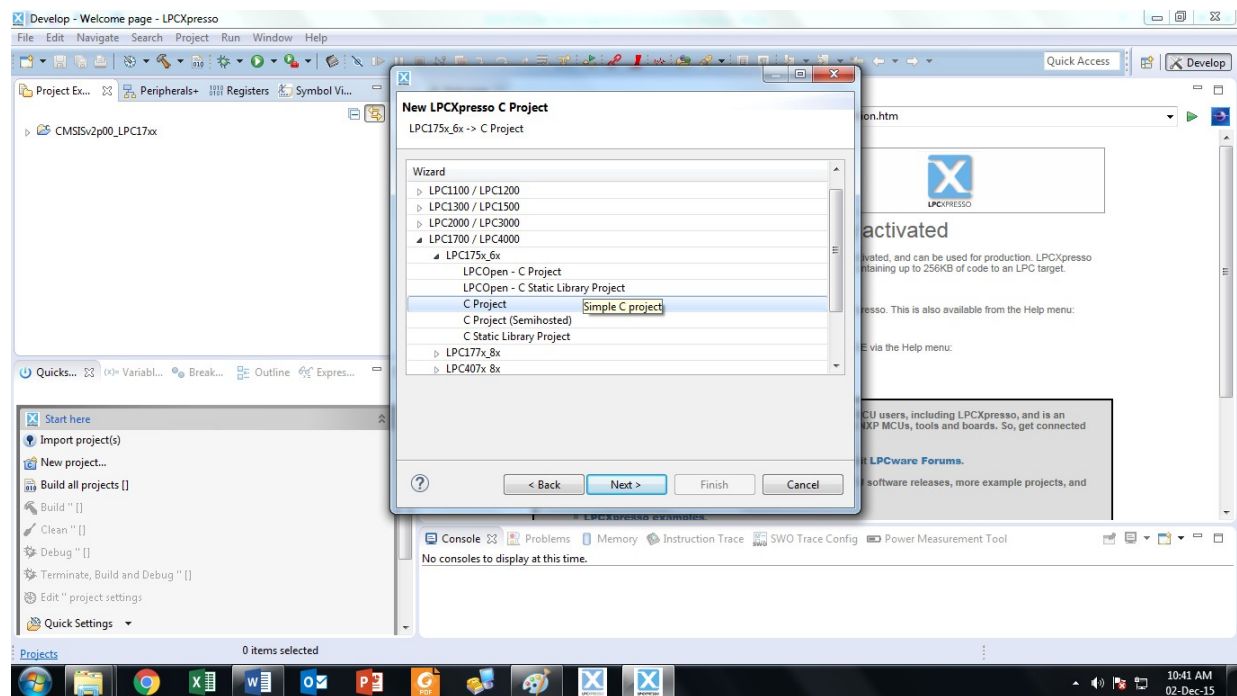 Develop - Welcome page - LPCXpresso
File Edit Navigate Search Project Run Window Help
Quick Access
Develop
Project Ex... Peripherals+ Registers Symbol Vi...
CMSISv2p00_LPC17xx
New LPCXpresso C Project
LPC175x_6x -> C Project
Wizard
LPC1100 / LPC1200
LPC1300 / LPC1500
LPC2000 / LPC3000
LPC1700 / LPC4000
LPC175x_6x
LPCOpen - C Project
LPCOpen - C Static Library Project
C Project
Simple C project
C Project (Semihosted)
C Static Library Project
LPC177x_8x
LPC407x 8x
< Back Next > Finish Cancel
ion.htm
LPCXPRESSO
activated
vated, and can be used for production. LPCXpresso
ntaining up to 256KB of code to an LPC target.
resso. This is also available from the Help menu:
E via the Help menu:
CU users, including LPCXpresso, and is an
NXP MCUs, tools and boards. So, get connected
it LPCware Forums.
software releases, more example projects, and
LPCXpresso examples.
Quicks... (x)= Variabl... Break... Outline Expres...
Start here
Import project(s)
New project...
Build all projects []
Build '' []
Clean '' []
Debug '' []
Terminate, Build and Debug '' []
Edit '' project settings
Quick Settings
Console Problems Memory Instruction Trace SWO Trace Config Power Measurement Tool
No consoles to display at this time.
Projects
0 items selected
10:41 AM
02-Dec-15